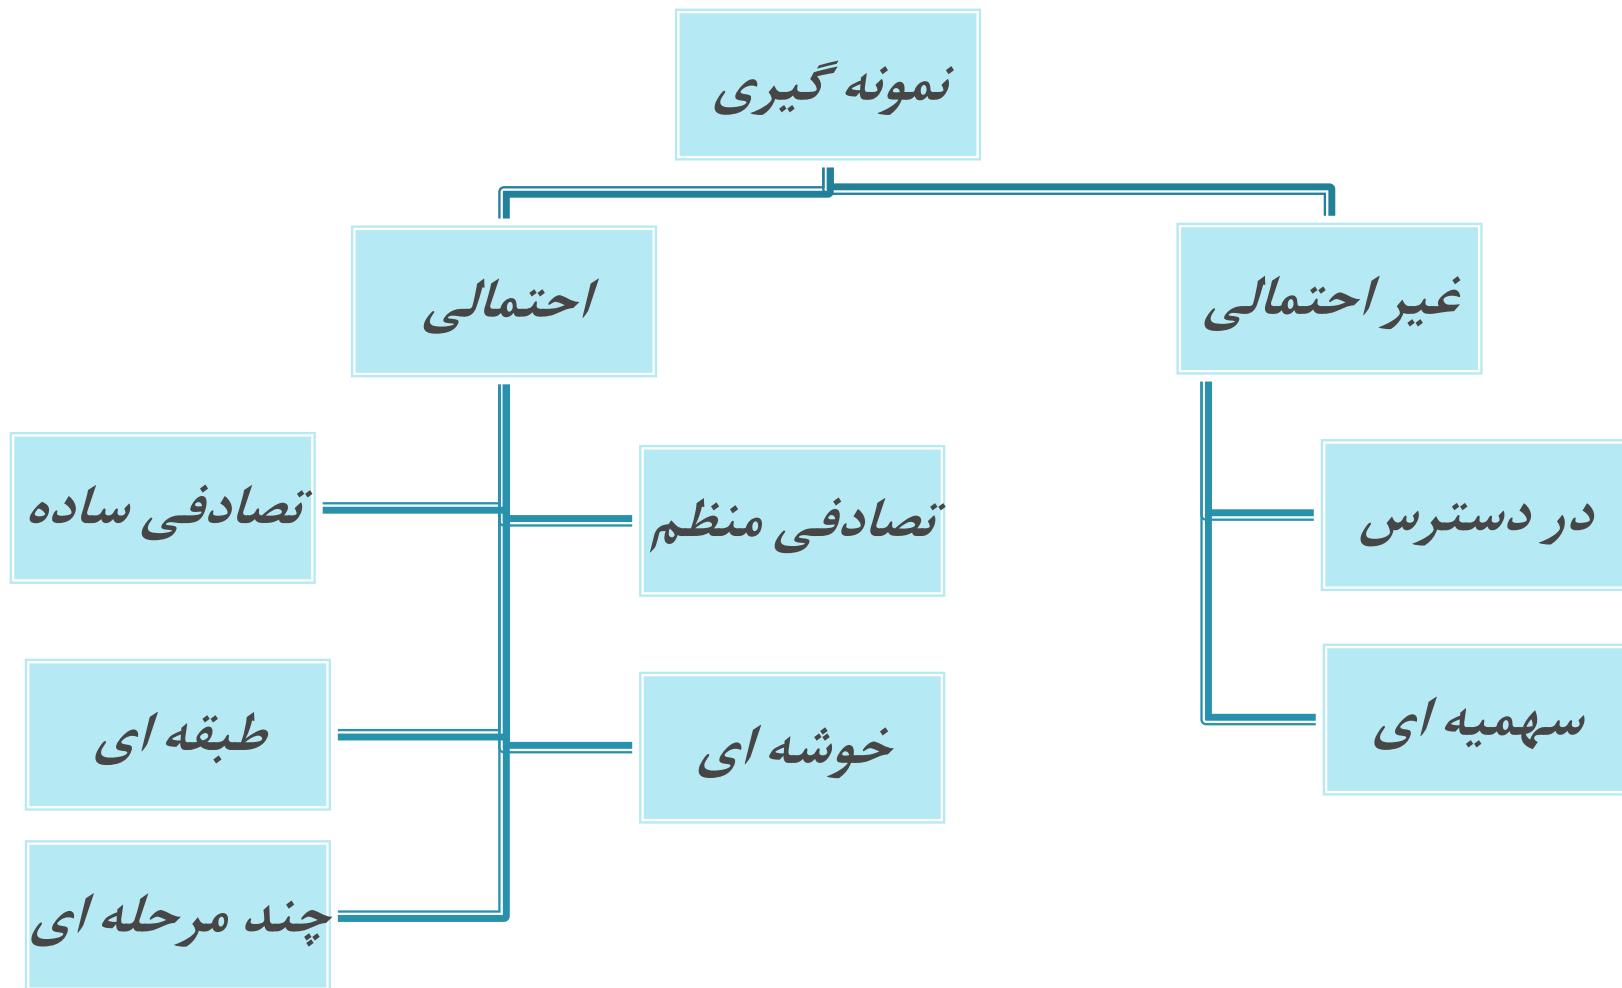 نمونه گیری
غیر احتمالی
احتمالی
در دسترس
سهمیه ای
تصادفی منظم
تصادفی ساده
خوشه ای
طبقه ای
چند مرحله ای